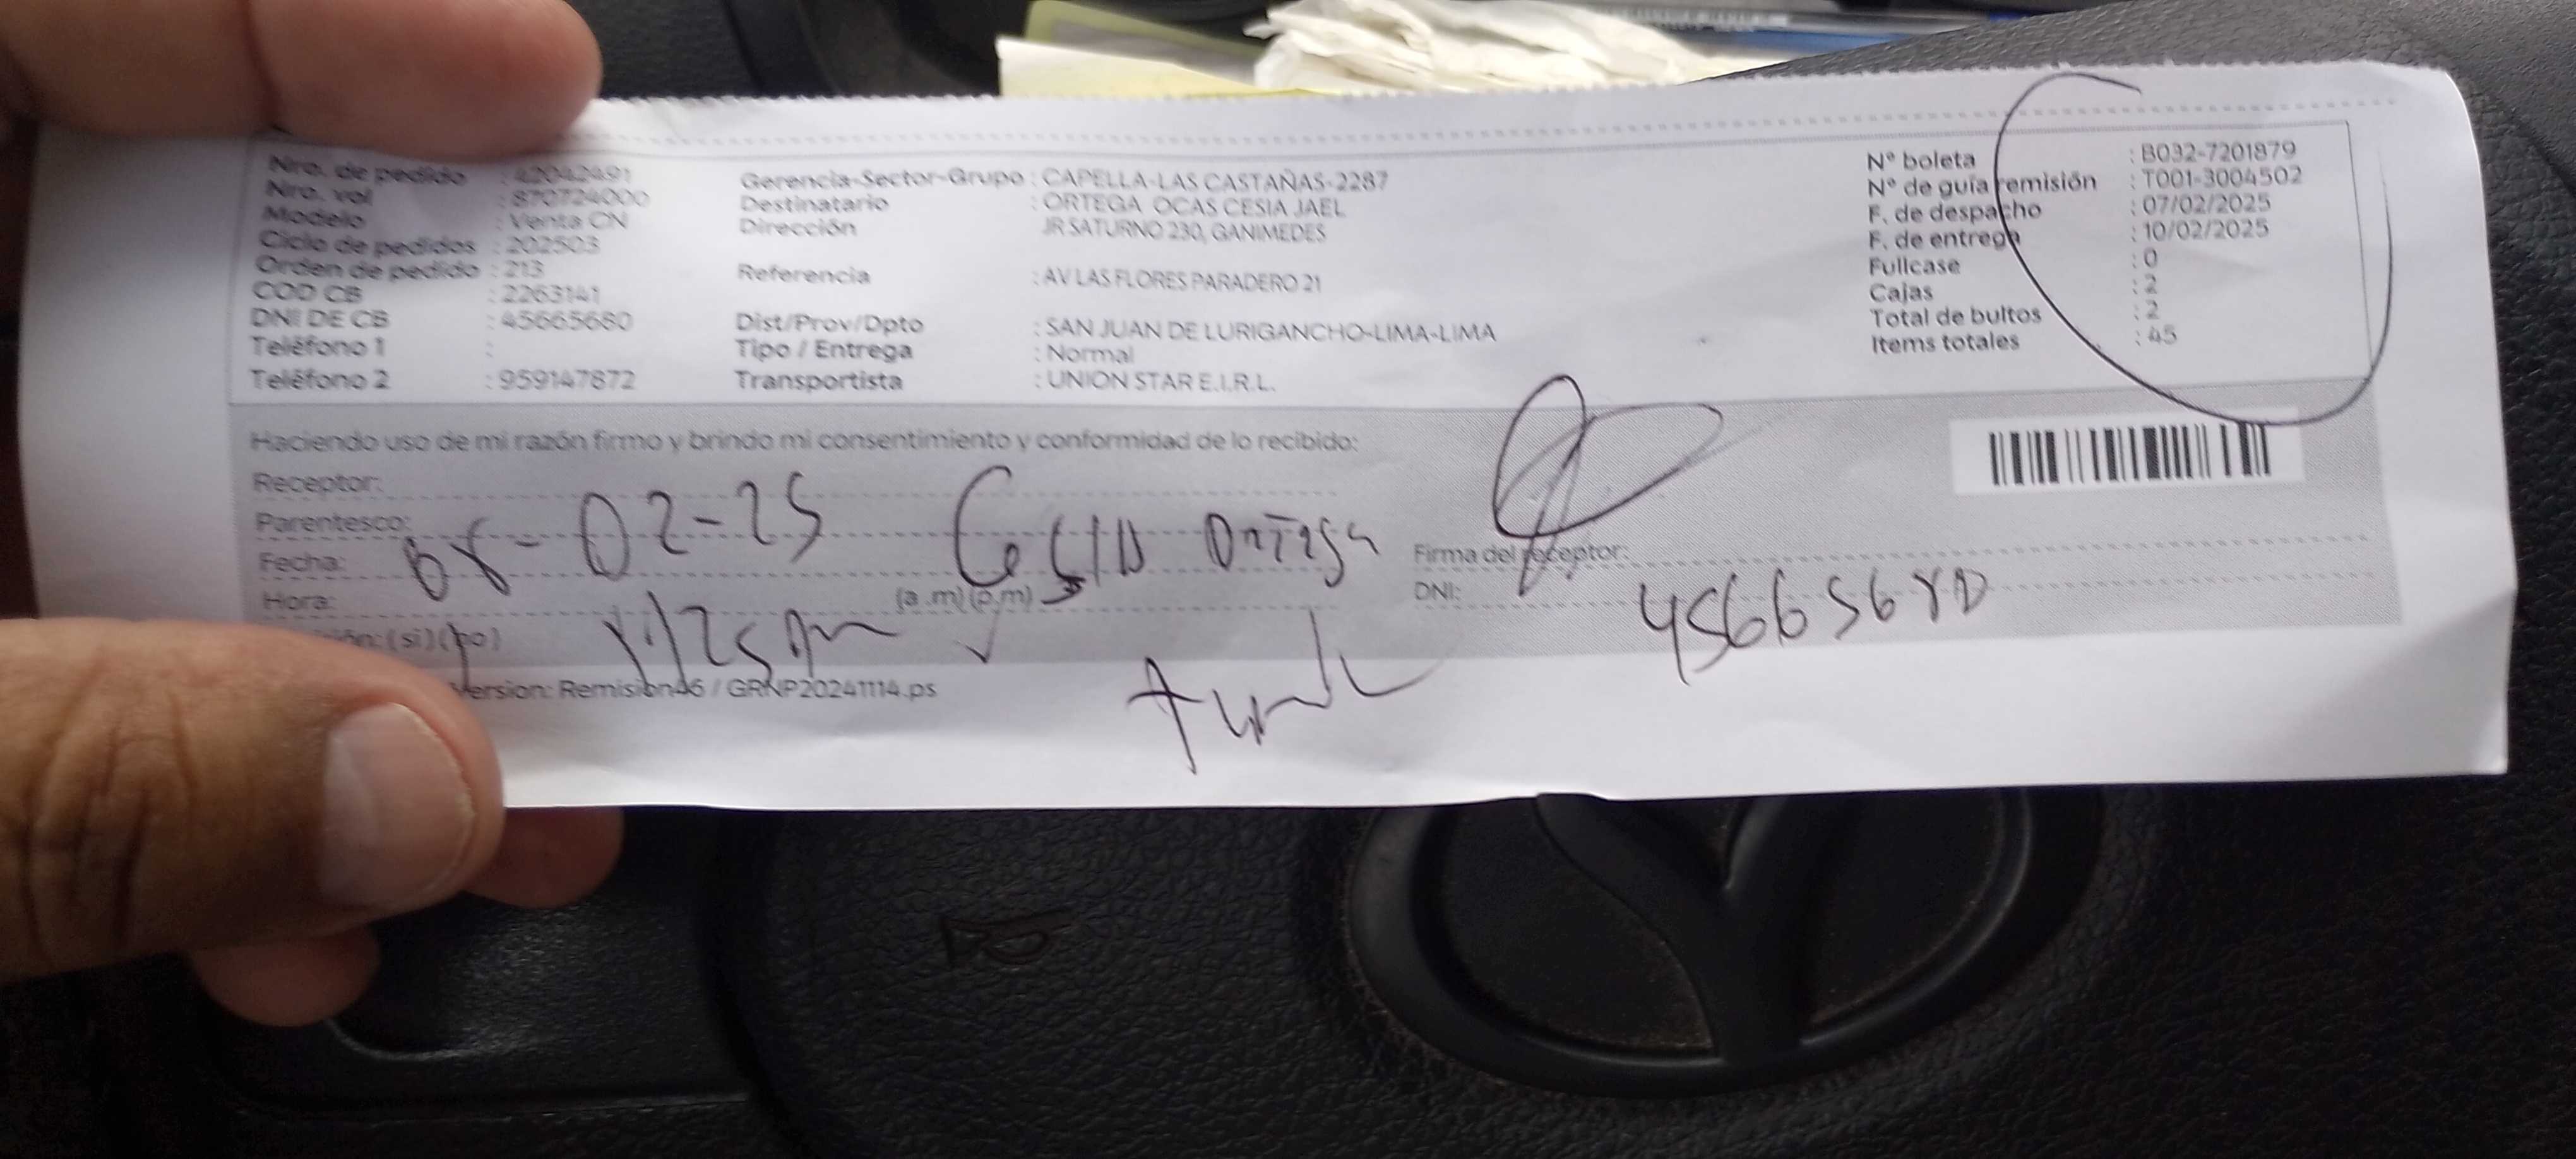 Nro. de pedido : 42042491
Nro. vol : 870724000
Modelo : Venta CN
Ciclo de pedidos : 202503
Orden de pedido : 213
COD CB : 2263141
DNI DE CB : 45665680
Teléfono 1 :
Teléfono 2 : 959147872
Gerencia-Sector-Grupo : CAPELLA-LAS CASTAÑAS-2287
Destinatario : ORTEGA OCAS CESIA JAEL
Dirección JR SATURNO 230, GANIMEDES
Referencia : AV LAS FLORES PARADERO 21
Dist/Prov/Dpto : SAN JUAN DE LURIGANCHO-LIMA-LIMA
Tipo / Entrega : Normal
Transportista : UNION STAR E.I.R.L.
Nº boleta : B032-7201879
Nº de guía remisión : T001-3004502
F. de despacho : 07/02/2025
F. de entrega : 10/02/2025
Fullcase : 0
Cajas : 2
Total de bultos : 2
Items totales : 45
Haciendo uso de mi razón firmo y brindo mi consentimiento y conformidad de lo recibido:
Receptor:
Parentesco:
Fecha: 08-02-25 Cesia Ortega
Hora: (a.m) (p.m)
(si) (no)
Version: Remision46 / GRNP20241114.ps
Firma del receptor:
DNI: 45665680